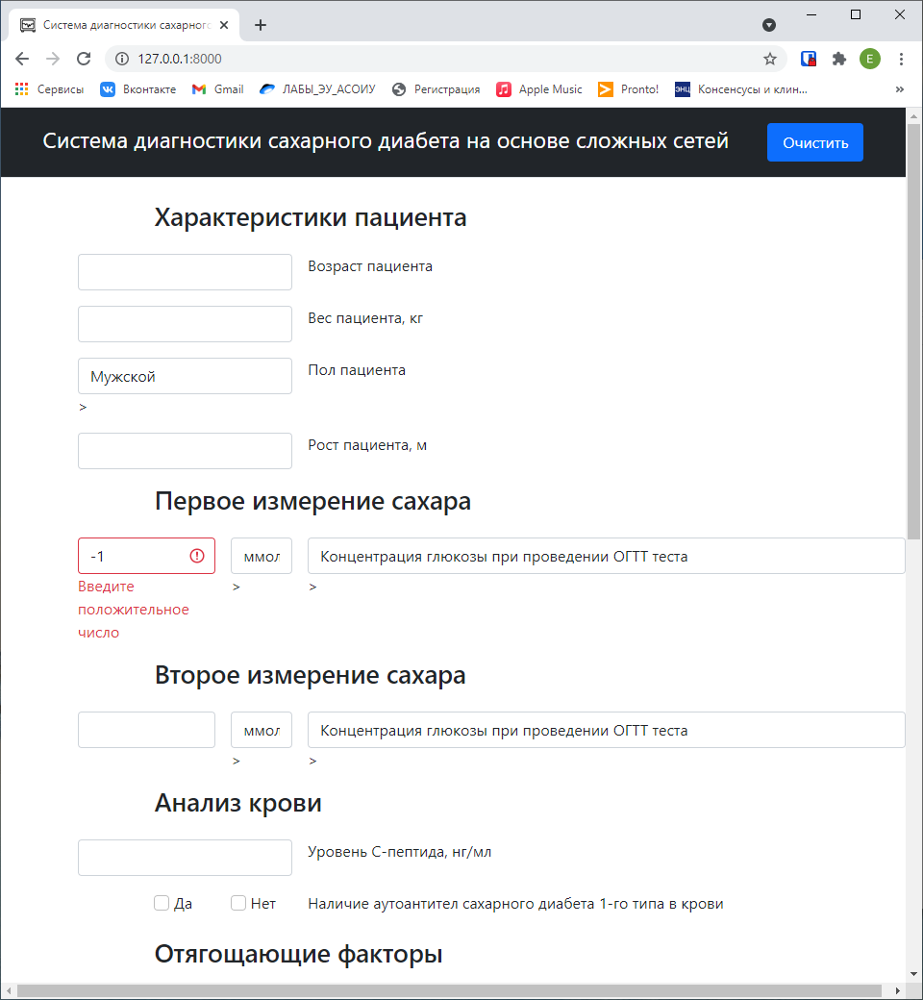 Система диагностики сахарног
127.0.0.1:8000
E
Сервисы Вконтакте Gmail ЛАБЫ_ЭУ_АСОИУ Регистрация Apple Music Pronto! ЭНЦ Консенсусы и клин... »
Система диагностики сахарного диабета на основе сложных сетей Очистить
Характеристики пациента
Возраст пациента
Вес пациента, кг
Мужской Пол пациента
>
Рост пациента, м
Первое измерение сахара
-1 ммол Концентрация глюкозы при проведении ОГТТ теста
Введите > >
положительное
число
Второе измерение сахара
ммол Концентрация глюкозы при проведении ОГТТ теста
> >
Анализ крови
Уровень С-пептида, нг/мл
Да Нет Наличие аутоантител сахарного диабета 1-го типа в крови
Отягощающие факторы